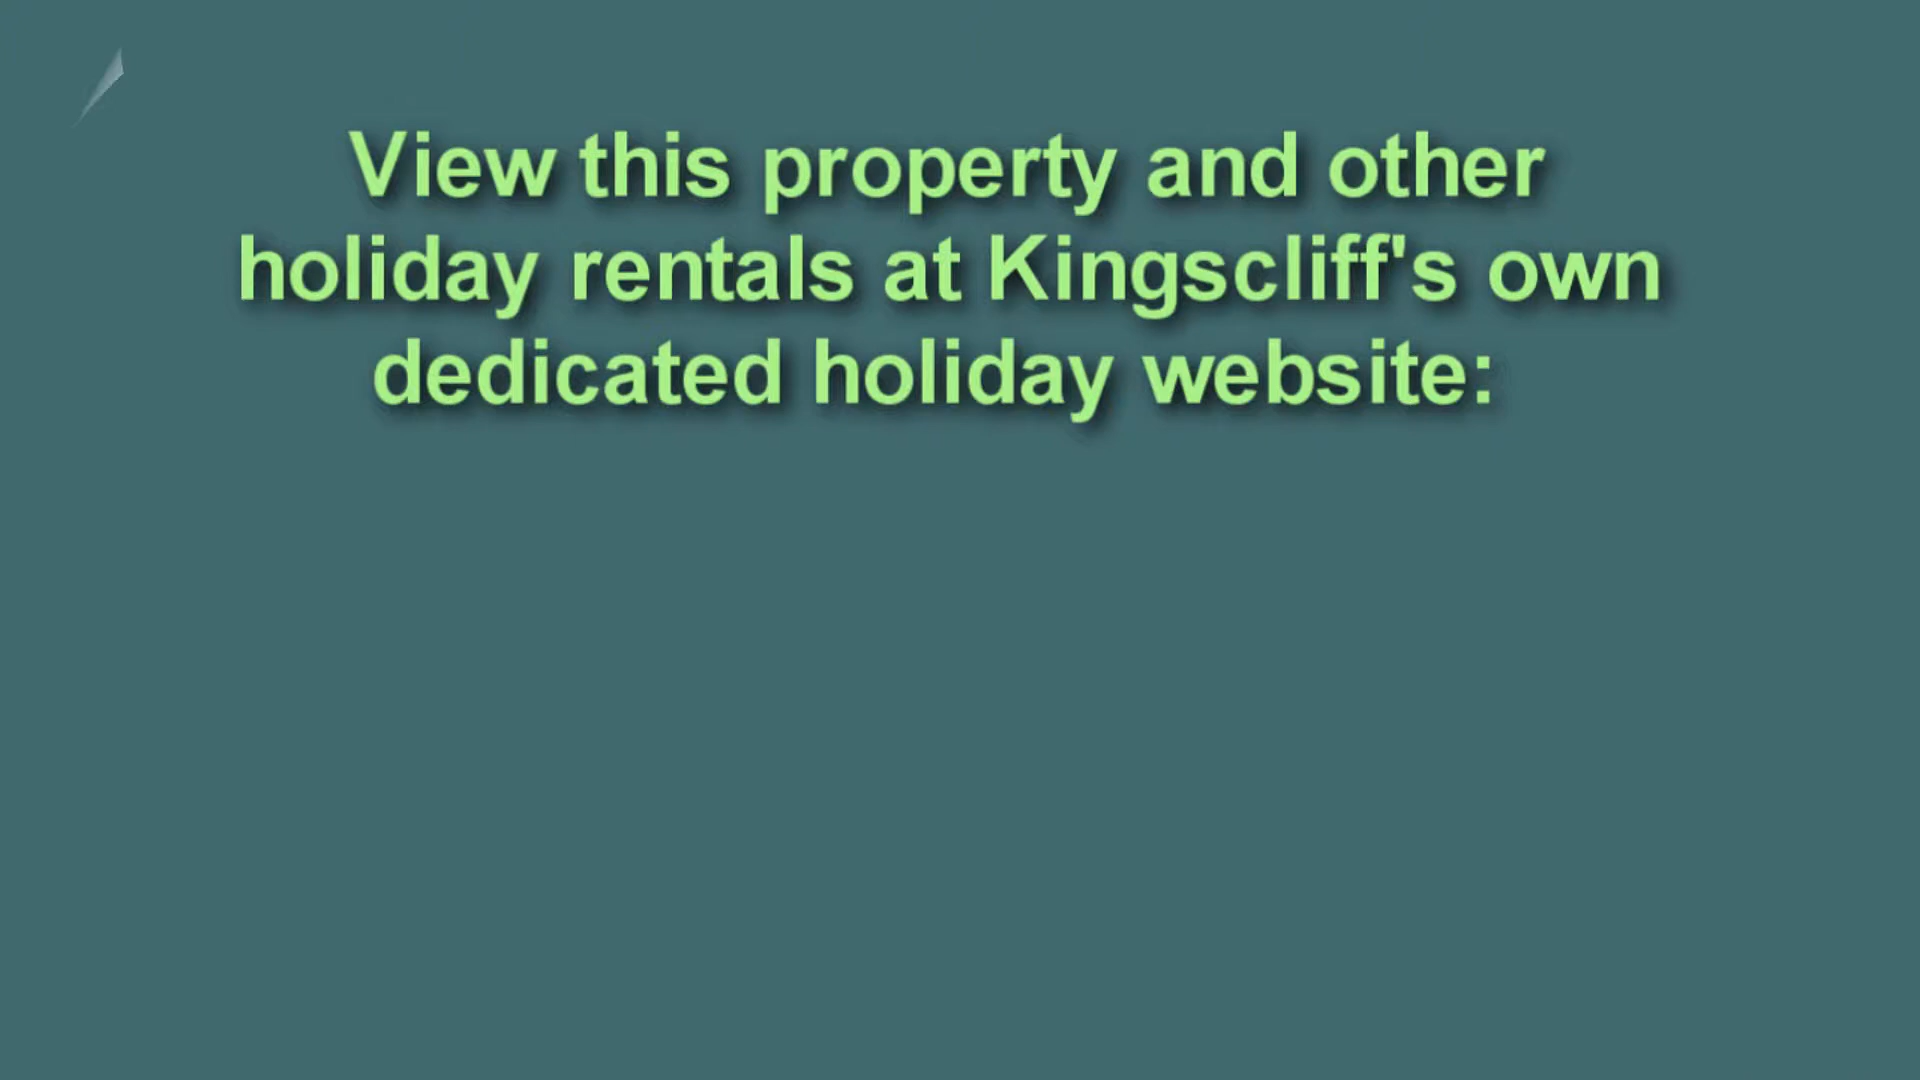 View this property and other
holiday rentals at Kingscliff's own
dedicated holiday website: